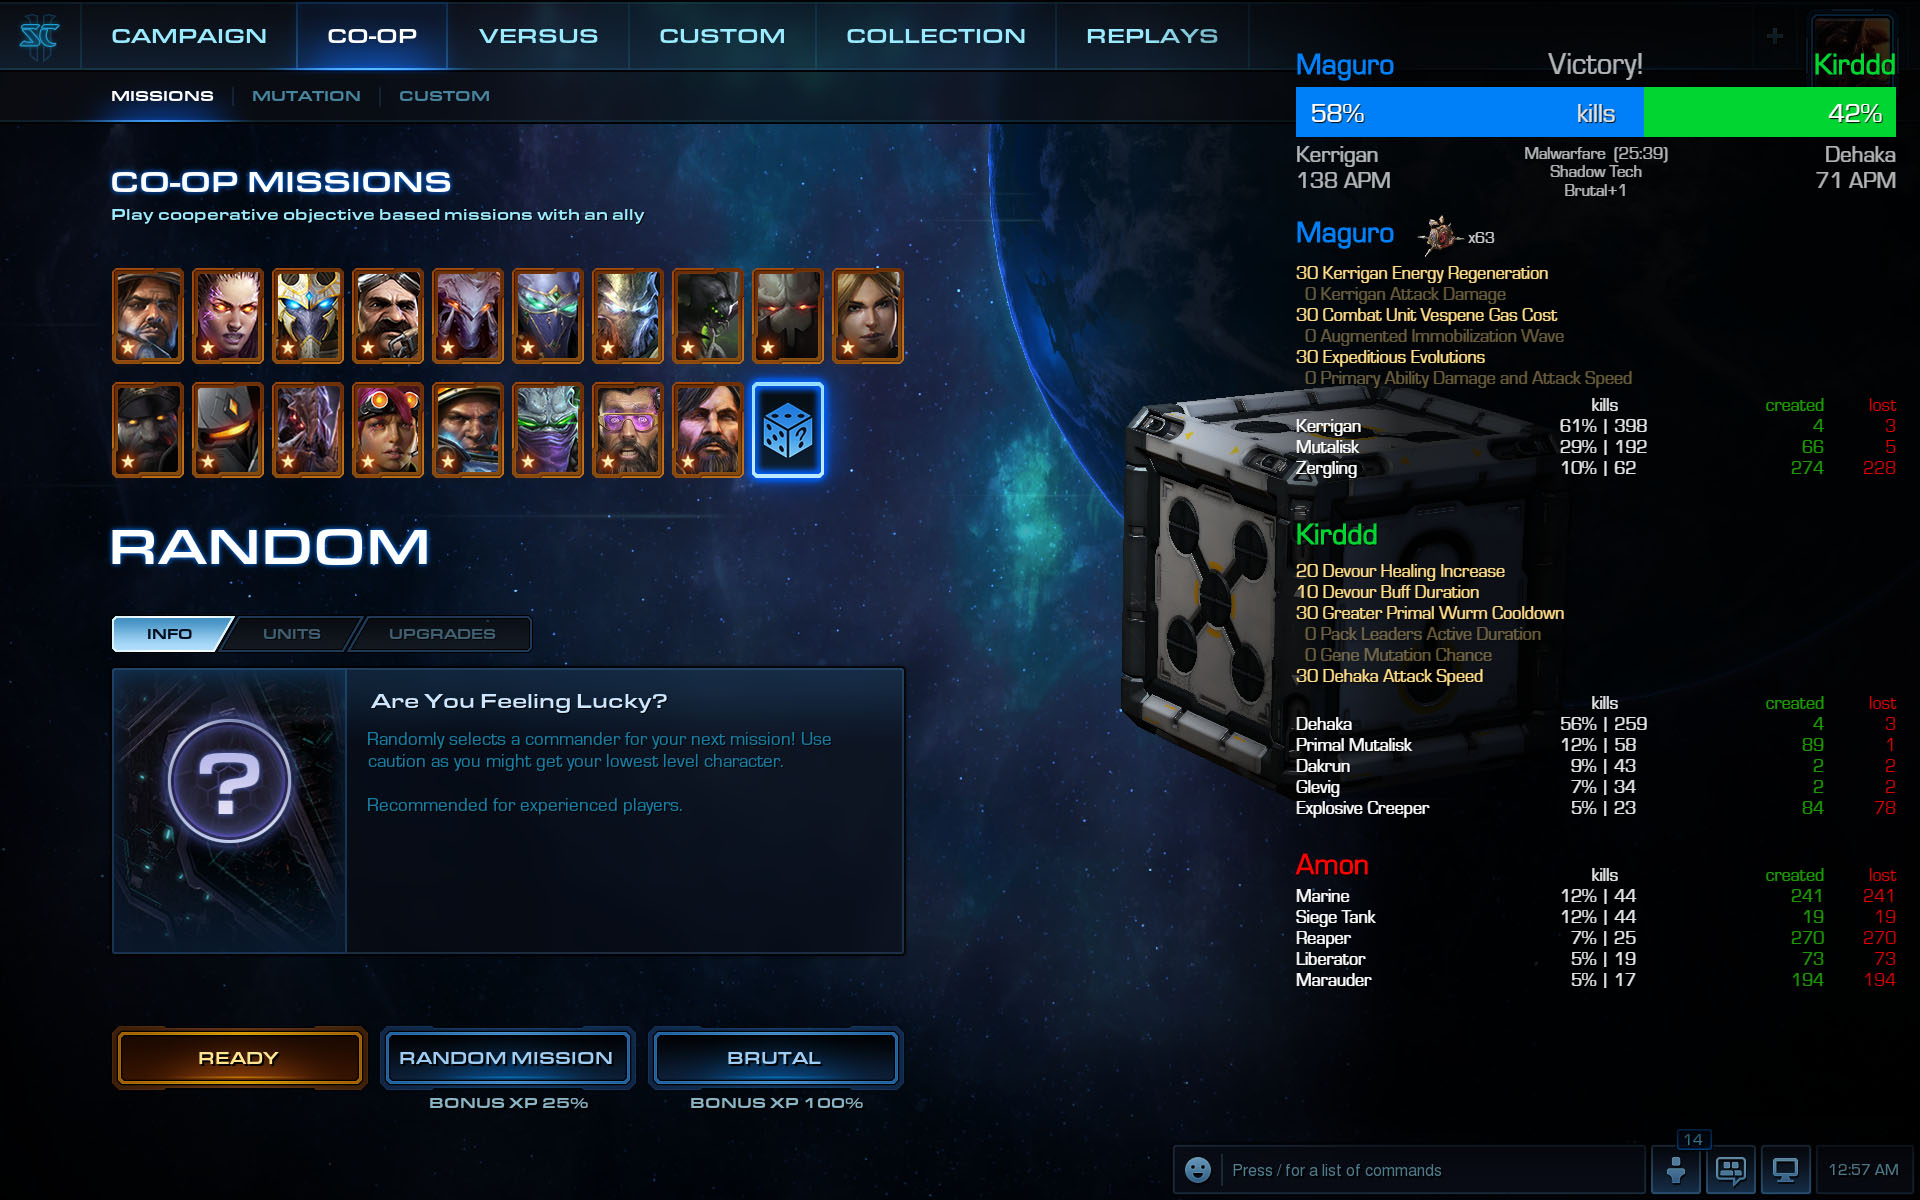 SC
CAMPAIGN CO-OP VERSUS CUSTOM COLLECTION REPLAYS
MISSIONS MUTATION CUSTOM
CO-OP MISSIONS
Play cooperative objective based missions with an ally
RANDOM
INFO UNITS UPGRADES
Are You Feeling Lucky?
Randomly selects a commander for your next mission! Use
caution as you might get your lowest level character.
Recommended for experienced players.
READY RANDOM MISSION BRUTAL
BONUS XP 25% BONUS XP 100%
Maguro Victory! Kirddd
58% kills 42%
Kerrigan Malwarfare (25:39) Dehaka
138 APM Shadow Tech 71 APM
Brutal+1
Maguro x63
30 Kerrigan Energy Regeneration
0 Kerrigan Attack Damage
30 Combat Unit Vespene Gas Cost
0 Augmented Immobilization Wave
30 Expeditious Evolutions
0 Primary Ability Damage and Attack Speed
kills created lost
Kerrigan 61% | 398 4 3
Mutalisk 29% | 192 66 5
Zergling 10% | 62 274 228
Kirddd
20 Devour Healing Increase
10 Devour Buff Duration
30 Greater Primal Wurm Cooldown
0 Pack Leaders Active Duration
0 Gene Mutation Chance
30 Dehaka Attack Speed
kills created lost
Dehaka 56% | 259 4 3
Primal Mutalisk 12% | 58 89 1
Dakrun 9% | 43 2 2
Glevig 7% | 34 2 2
Explosive Creeper 5% | 23 84 78
Amon
kills created lost
Marine 12% | 44 241 241
Siege Tank 12% | 44 19 19
Reaper 7% | 25 270 270
Liberator 5% | 19 73 73
Marauder 5% | 17 194 194
14
Press / for a list of commands
12:57 AM